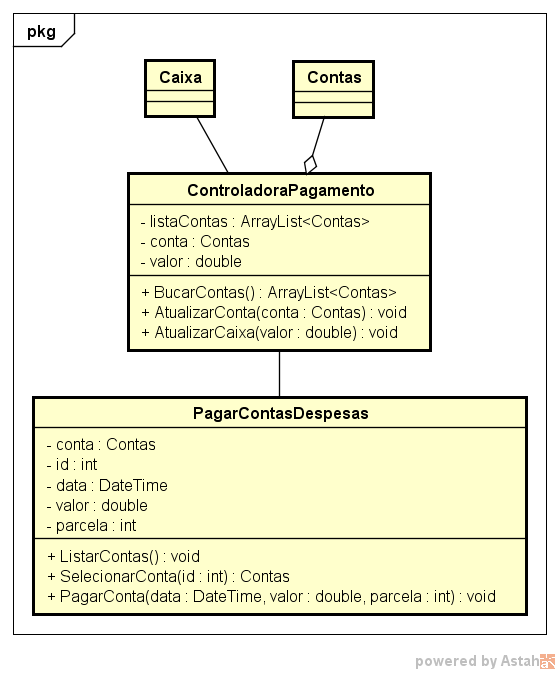 pkg
Caixa
Contas
ControladoraPagamento
- listaContas : ArrayList<Contas>
- conta : Contas
- valor : double
+ BucarContas() : ArrayList<Contas>
+ AtualizarConta(conta : Contas) : void
+ AtualizarCaixa(valor : double) : void
PagarContasDespesas
- conta : Contas
- id : int
- data : DateTime
- valor : double
- parcela : int
+ ListarContas() : void
+ SelecionarConta(id : int) : Contas
+ PagarConta(data : DateTime, valor : double, parcela : int) : void
powered by Astah